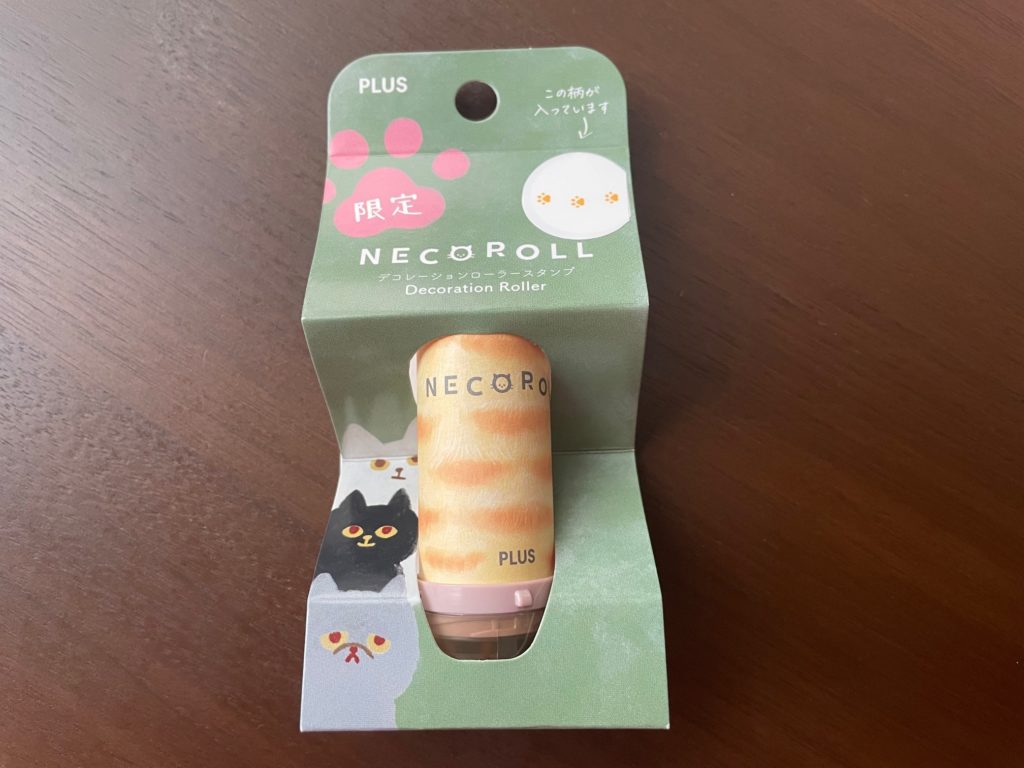 PLUS
この柄が
入っています
限定
NECOROLL
デコレーションローラースタンプ
Decoration Roller
NECORO
PLUS